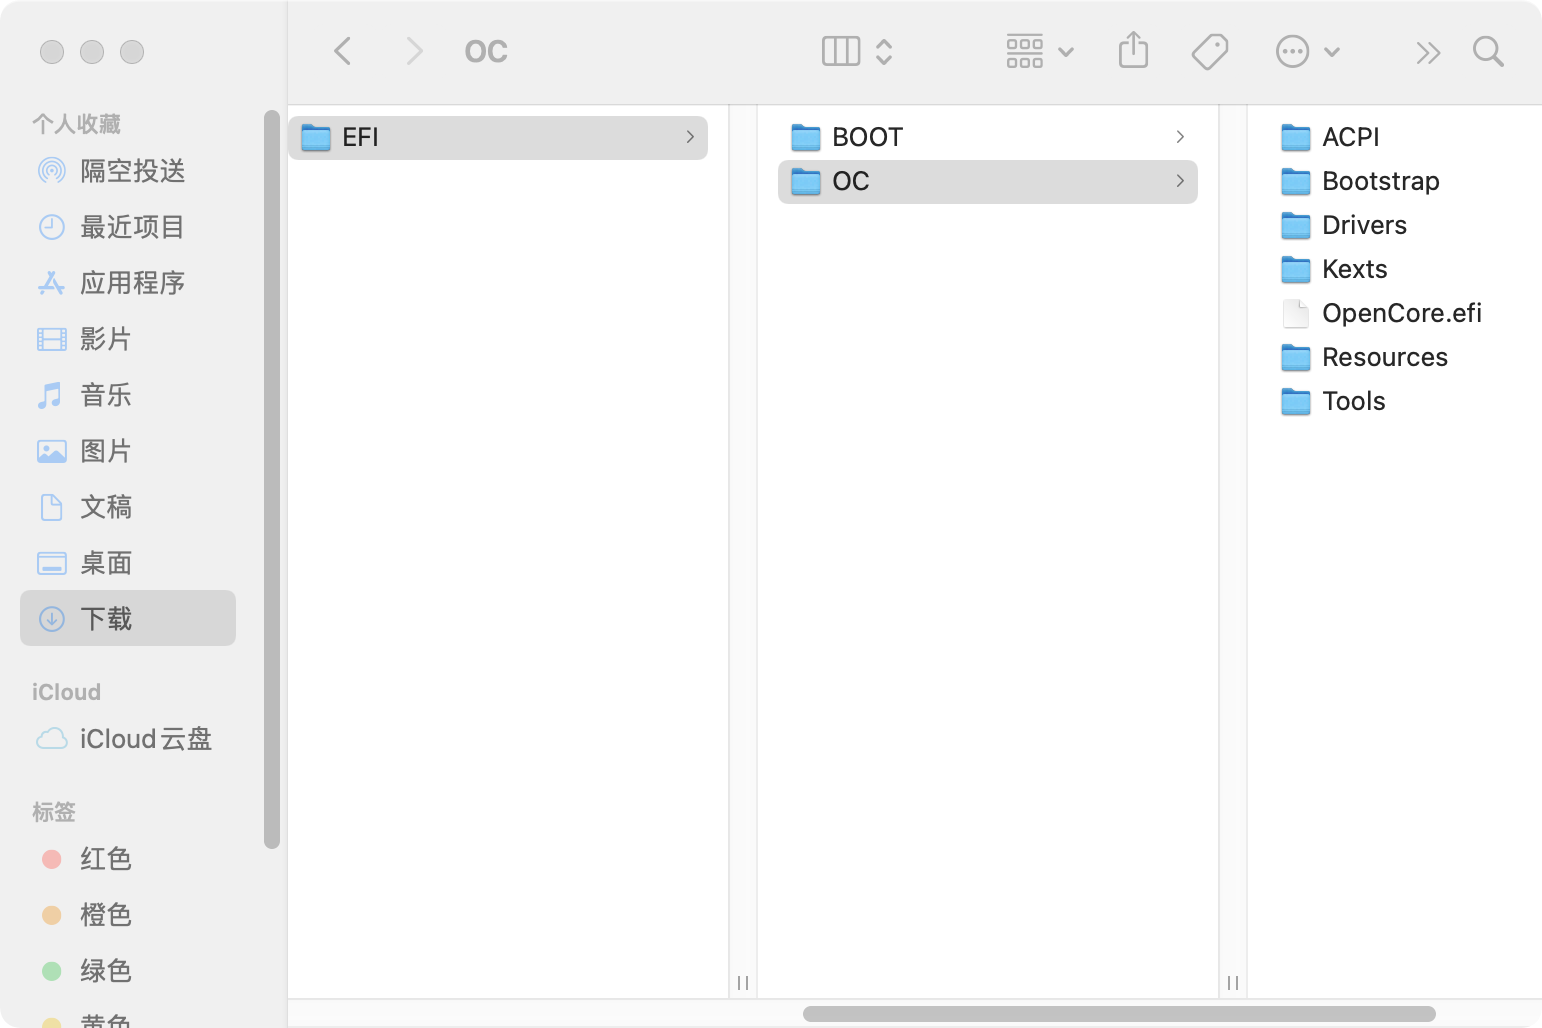 OC
个人收藏
隔空投送
最近项目
应用程序
影片
音乐
图片
文稿
桌面
下载
iCloud
iCloud云盘
标签
红色
橙色
绿色
黄色
EFI
BOOT
OC
ACPI
Bootstrap
Drivers
Kexts
OpenCore.efi
Resources
Tools